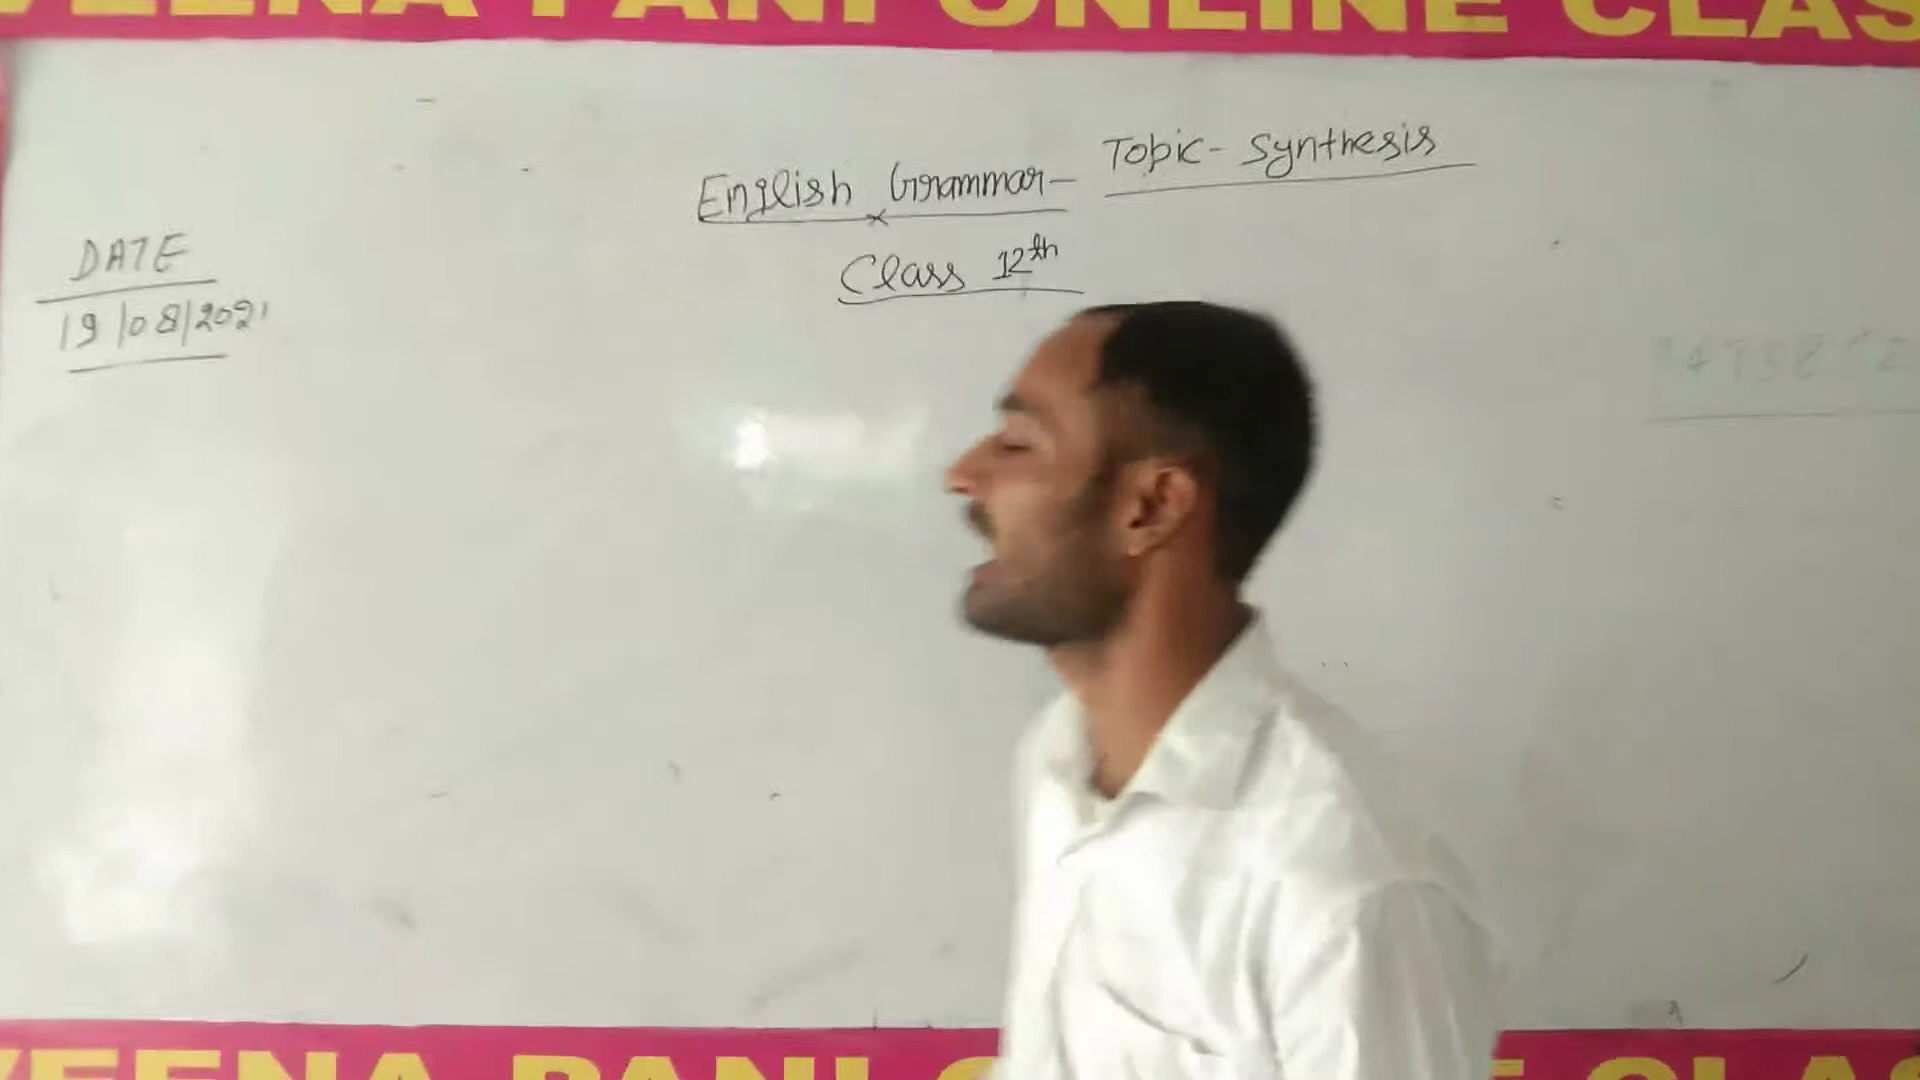 VEENA PANI ONLINE CLAS
Topic- Synthesis
English Grammar-
Class 12th
DATE
19/08/2021
VEENA PANI
E CLAS